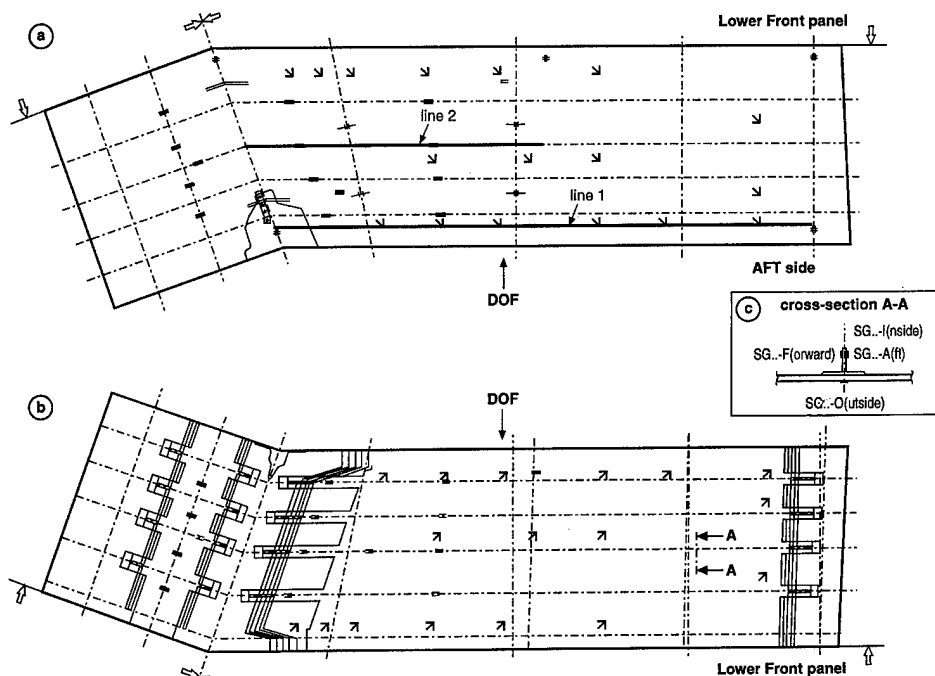 a
Lower Front panel
line 2
line 1
AFT side
DOF
c
cross-section A-A
SG..-I(nside)
SG..-F(orward)
SG..-A(ft)
SG..-O(utside)
b
DOF
A
A
Lower Front panel